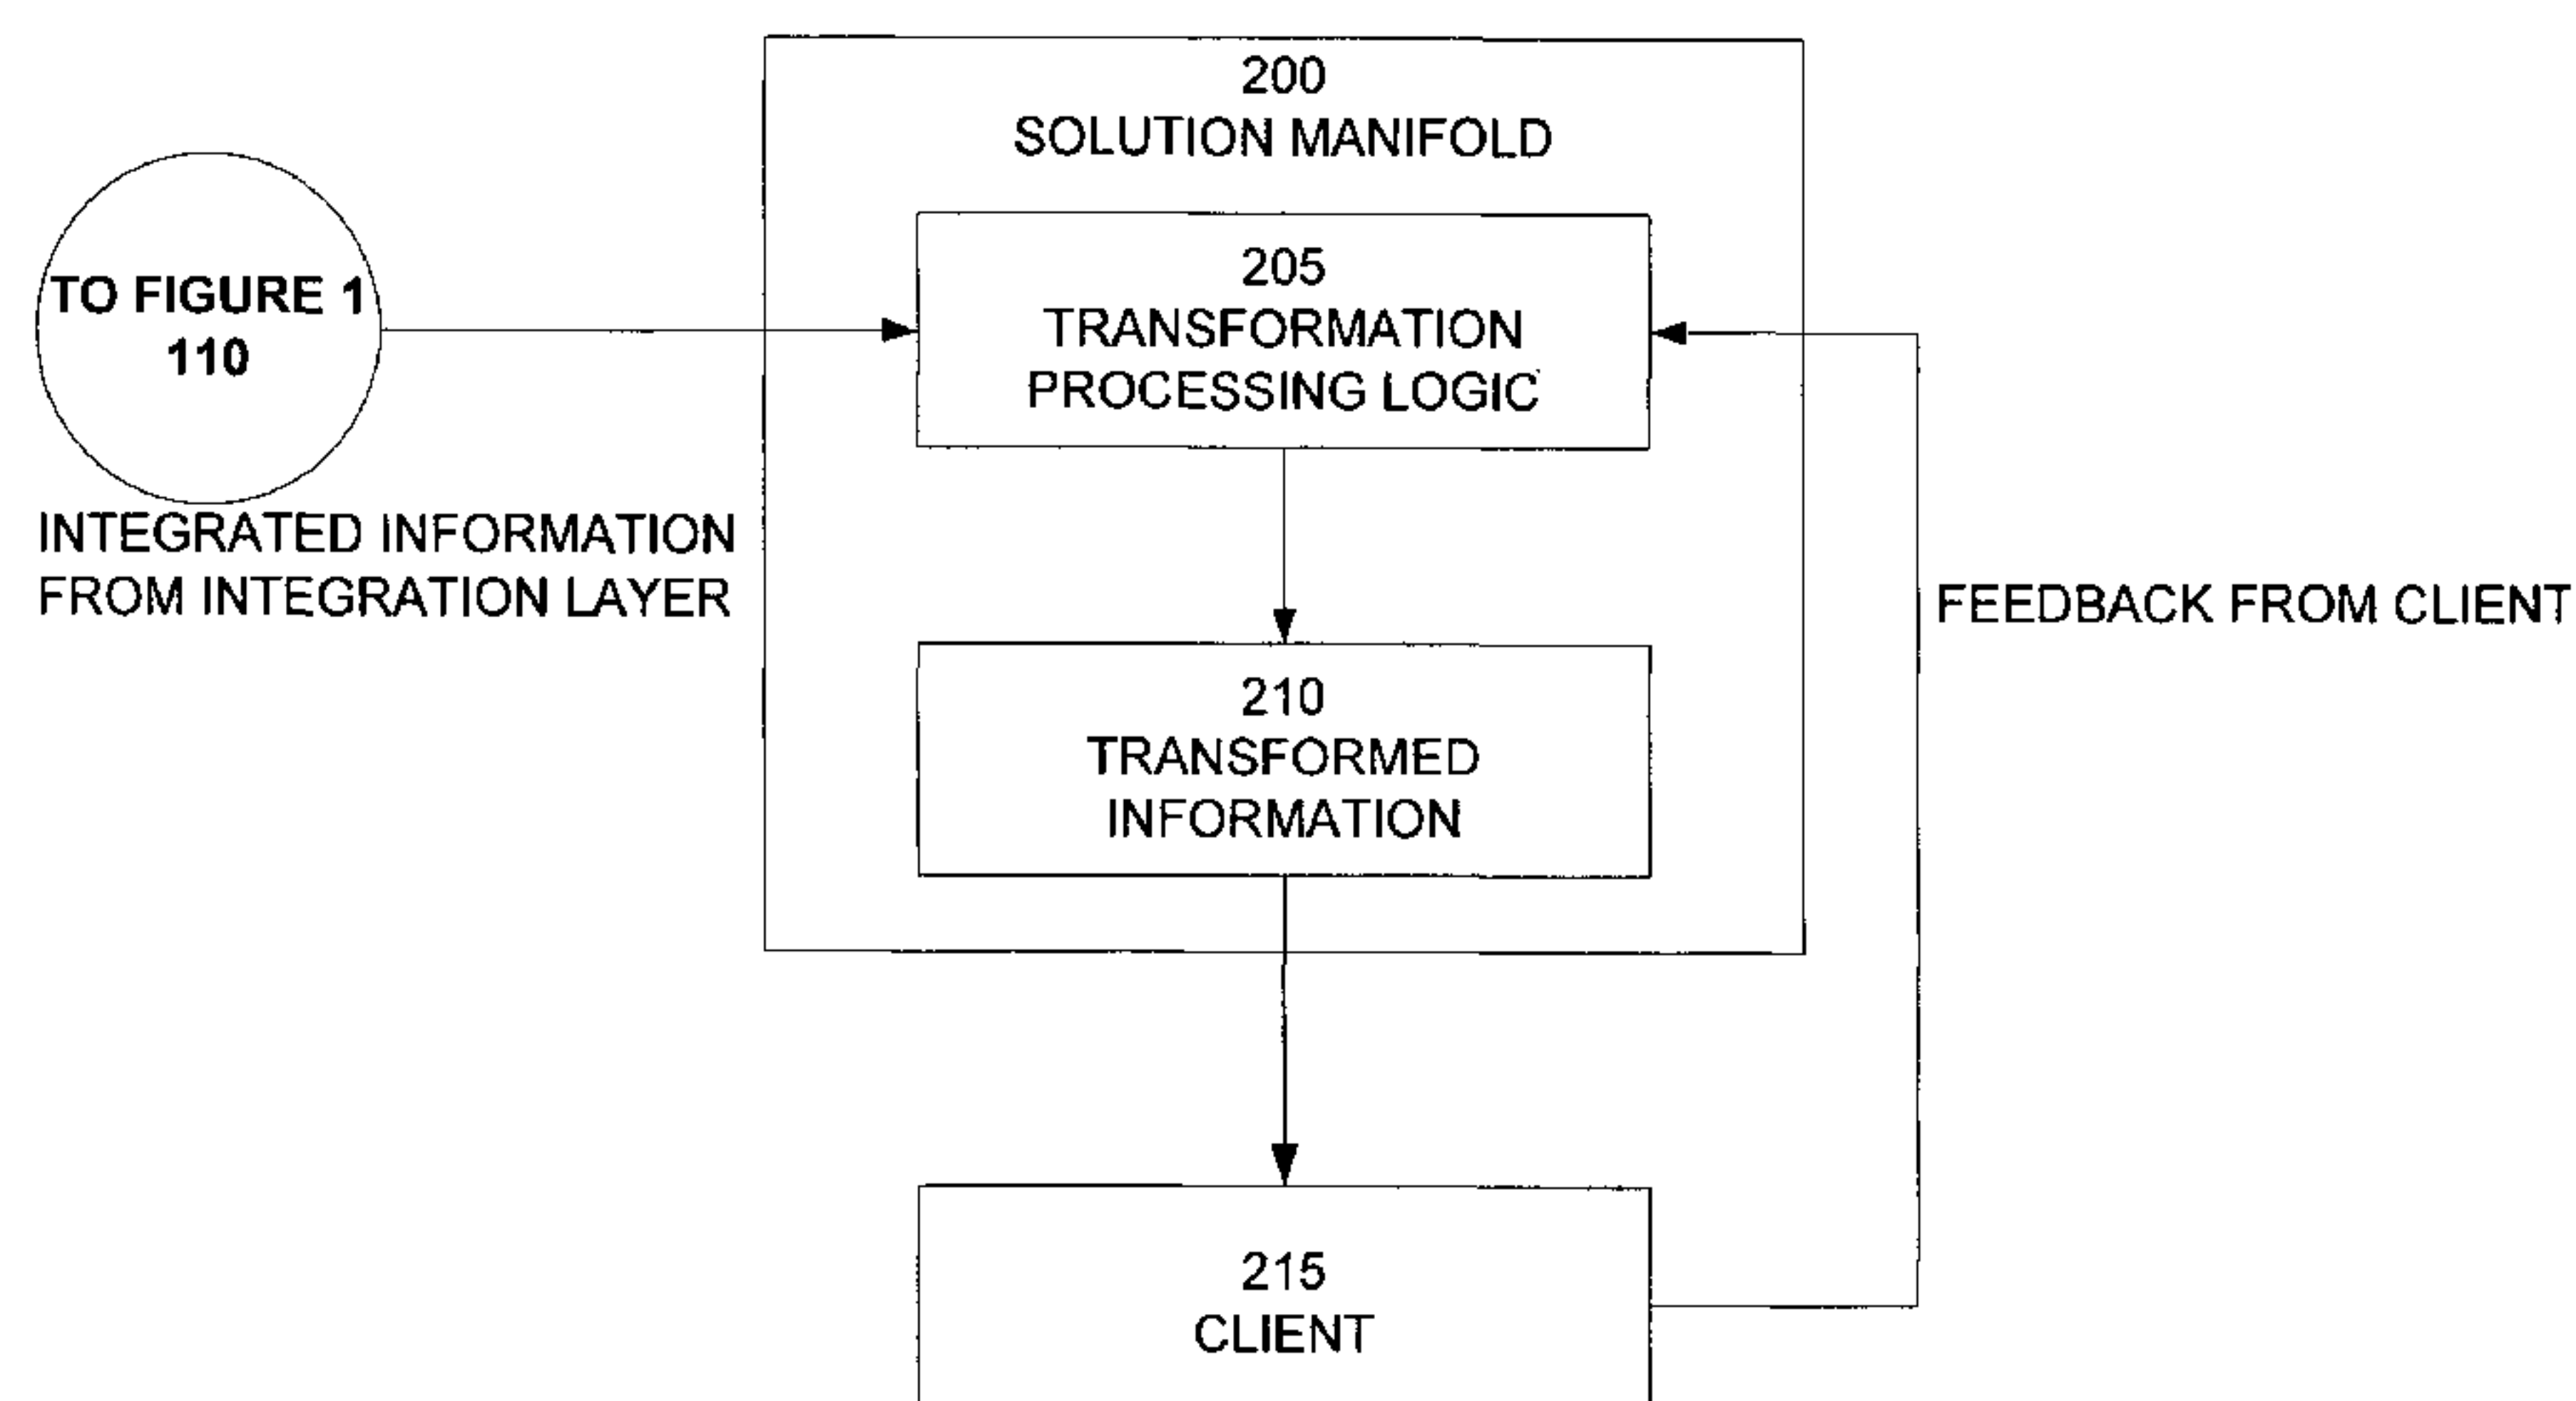 200
SOLUTION MANIFOLD
TO FIGURE 1
110
205
TRANSFORMATION
PROCESSING LOGIC
INTEGRATED INFORMATION
FROM INTEGRATION LAYER
FEEDBACK FROM CLIENT
210
TRANSFORMED
INFORMATION
215
CLIENT